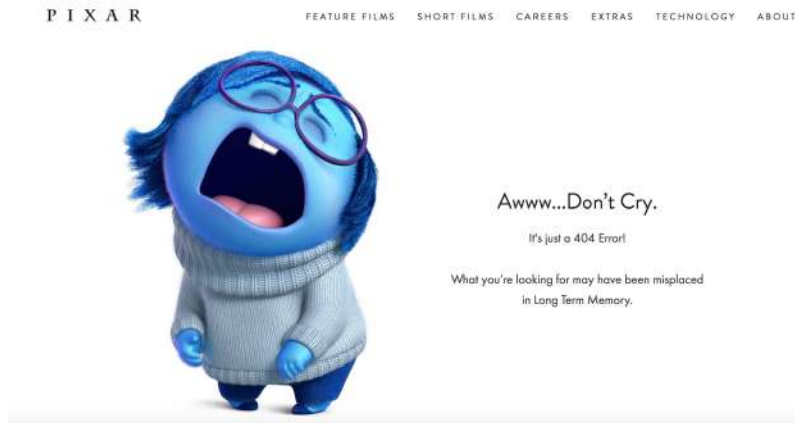 PIXAR
FEATURE FILMS SHORT FILMS CAREERS EXTRAS TECHNOLOGY ABOUT
Awww...Don't Cry.
It's just a 404 Error!
What you're looking for may have been misplaced
in Long Term Memory.